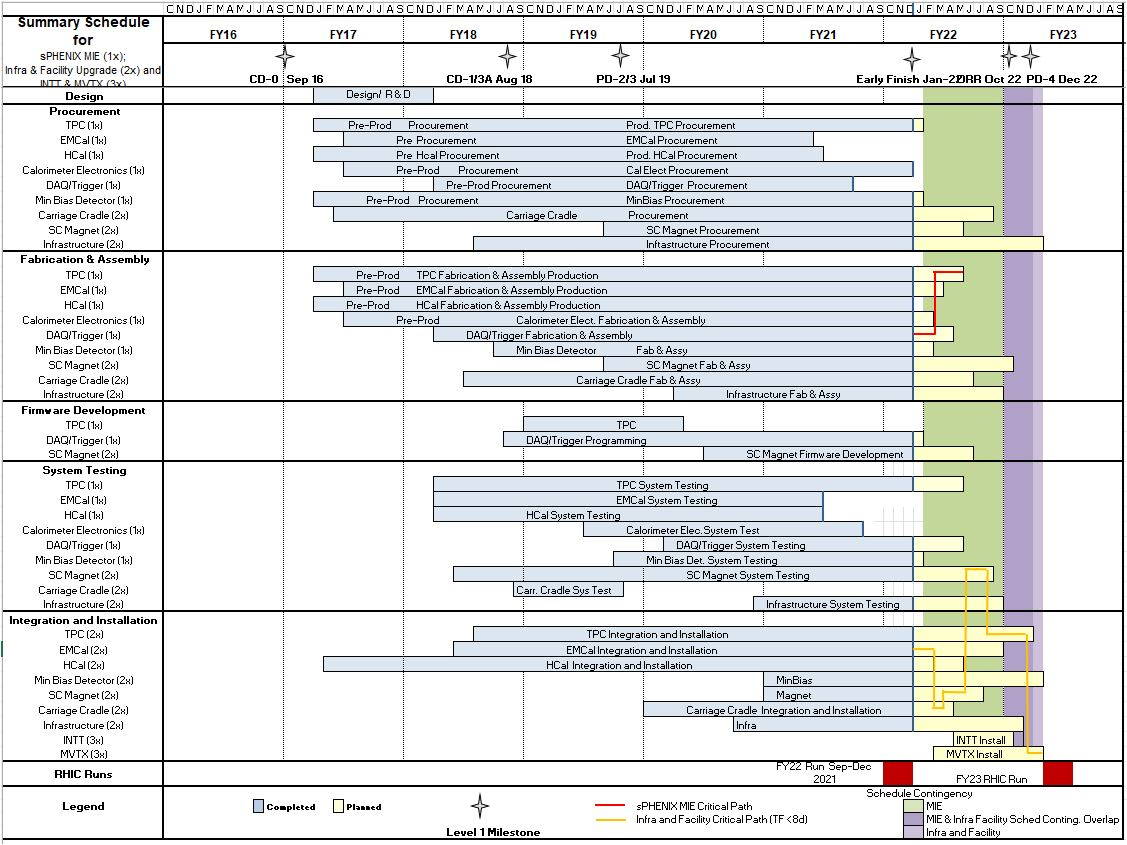 C N D J F M A M J J A S O N D J F M A M J J A S O N D J F M A M J J A S O N D J F M A M J J A S O N D J F M A M J J A S O N D J F M A M J J A S O N D J F M A M J J A S O N D J F M A M J J A S
Summary Schedule
for
sPHENIX MIE (1x);
Infra & Facility Upgrade (2x) and
INTT & MVTX (3x)
FY16 FY17 FY18 FY19 FY20 FY21 FY22 FY23
CD-0 Sep 16 CD-1/3A Aug 18 PD-2/3 Jul 19 Early Finish Jan-22 ORR Oct 22 PD-4 Dec 22
Design Design/ R & D
Procurement
TPC (1x) Pre-Prod Procurement Prod. TPC Procurement
EMCal (1x) Pre Procurement EMCal Procurement
HCal (1x) Pre Hcal Procurement Prod. HCal Procurement
Calorimeter Electronics (1x) Pre-Prod Procurement Cal Elect Procurement
DAQ/Trigger (1x) Pre-Prod Procurement DAQ/Trigger Procurement
Min Bias Detector (1x) Pre-Prod Procurement MinBias Procurement
Carriage Cradle (2x) Carriage Cradle Procurement
SC Magnet (2x) SC Magnet Procurement
Infrastructure (2x) Infrastructure Procurement
Fabrication & Assembly
TPC (1x) Pre-Prod TPC Fabrication & Assembly Production
EMCal (1x) Pre-Prod EMCal Fabrication & Assembly Production
HCal (1x) Pre-Prod HCal Fabrication & Assembly Production
Calorimeter Electronics (1x) Pre-Prod Calorimeter Elect. Fabrication & Assembly
DAQ/Trigger (1x) DAQ/Trigger Fabrication & Assembly
Min Bias Detector (1x) Min Bias Detector Fab & Assy
SC Magnet (2x) SC Magnet Fab & Assy
Carriage Cradle (2x) Carriage Cradle Fab & Assy
Infrastructure (2x) Infrastructure Fab & Assy
Firmware Development
TPC (1x) TPC
DAQ/Trigger (1x) DAQ/Trigger Programming
SC Magnet (2x) SC Magnet Firmware Development
System Testing
TPC (1x) TPC System Testing
EMCal (1x) EMCal System Testing
HCal (1x) HCal System Testing
Calorimeter Electronics (1x) Calorimeter Elec.System Test
DAQ/Trigger (1x) DAQ/Trigger System Testing
Min Bias Detector (1x) Min Bias Det. System Testing
SC Magnet (2x) SC Magnet System Testing
Carriage Cradle (2x) Carr. Cradle Sys Test
Infrastructure (2x) Infrastructure System Testing
Integration and Installation
TPC (2x) TPC Integration and Installation
EMCal (2x) EMCal Integration and Installation
HCal (2x) HCal Integration and Installation
Min Bias Detector (2x) MinBias
SC Magnet (2x) Magnet
Carriage Cradle (2x) Carriage Cradle Integration and Installation
Infrastructure (2x) Infra
INTT (3x) INTT Install
MVTX (3x) MVTX Install
RHIC Runs FY22 Run Sep-Dec
2021 FY23 RHIC Run
Schedule Contingency
Legend Completed Planned sPHENIX MIE Critical Path MIE
Infra and Facility Critical Path (TF <8d) MIE & Infra Facility Sched Conting. Overlap
Level 1 Milestone Infra and Facility